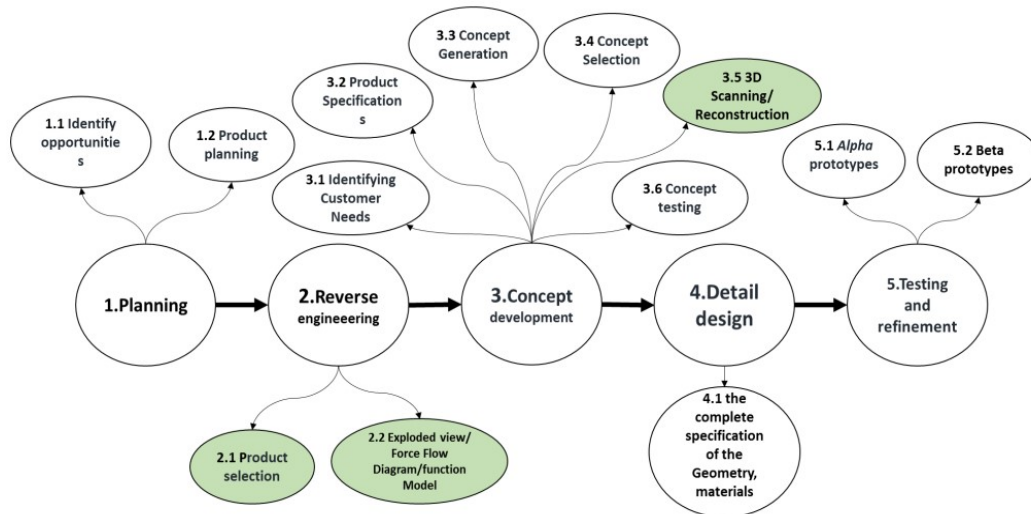 3.3 Concept
Generation
3.4 Concept
Selection
3.2 Product
Specification
s
3.5 3D
Scanning/
Reconstruction
1.1 Identify
opportunitie
s
1.2 Product
planning
5.1 Alpha
prototypes
5.2 Beta
prototypes
3.1 Identifying
Customer
Needs
3.6 Concept
testing
1.Planning
2.Reverse
engineeering
3.Concept
development
4.Detail
design
5.Testing
and
refinement
2.1 Product
selection
2.2 Exploded view/
Force Flow
Diagram/function
Model
4.1 the
complete
specification
of the
Geometry,
materials